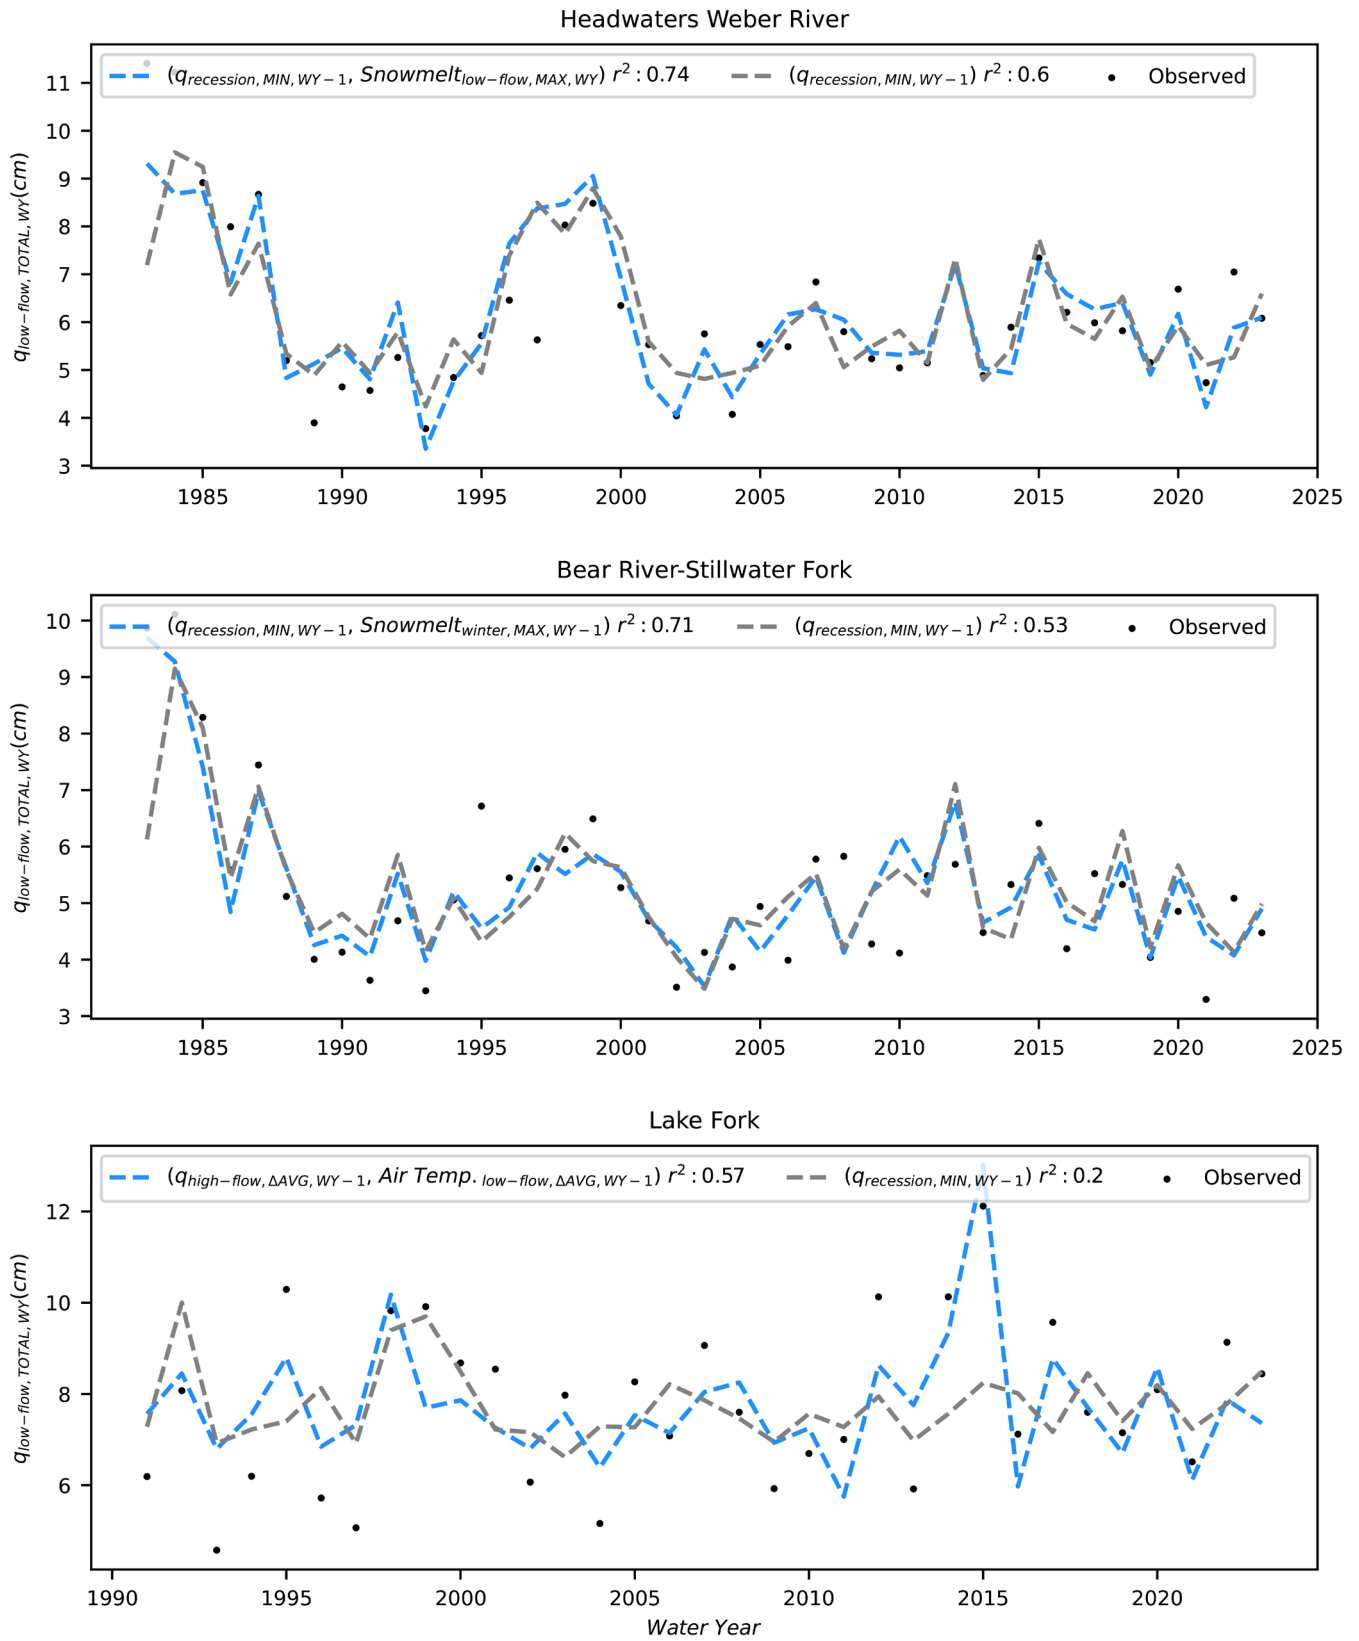 Headwaters Weber River
(q_recession,MIN,WY−1, Snowmelt_low−flow,MAX,WY) r²:0.74 (q_recession,MIN,WY−1) r²:0.6 Observed
q_low−flow,TOTAL,WY(cm)
11
10
9
8
7
6
5
4
3
1985 1990 1995 2000 2005 2010 2015 2020 2025
Bear River-Stillwater Fork
(q_recession,MIN,WY−1, Snowmelt_winter,MAX,WY−1) r²:0.71 (q_recession,MIN,WY−1) r²:0.53 Observed
q_low−flow,TOTAL,WY(cm)
10
9
8
7
6
5
4
3
1985 1990 1995 2000 2005 2010 2015 2020 2025
Lake Fork
(q_high−flow,ΔAVG,WY−1, Air Temp. low−flow,ΔAVG,WY−1) r²:0.57 (q_recession,MIN,WY−1) r²:0.2 Observed
q_low−flow,TOTAL,WY(cm)
12
10
8
6
1990 1995 2000 2005 2010 2015 2020
Water Year